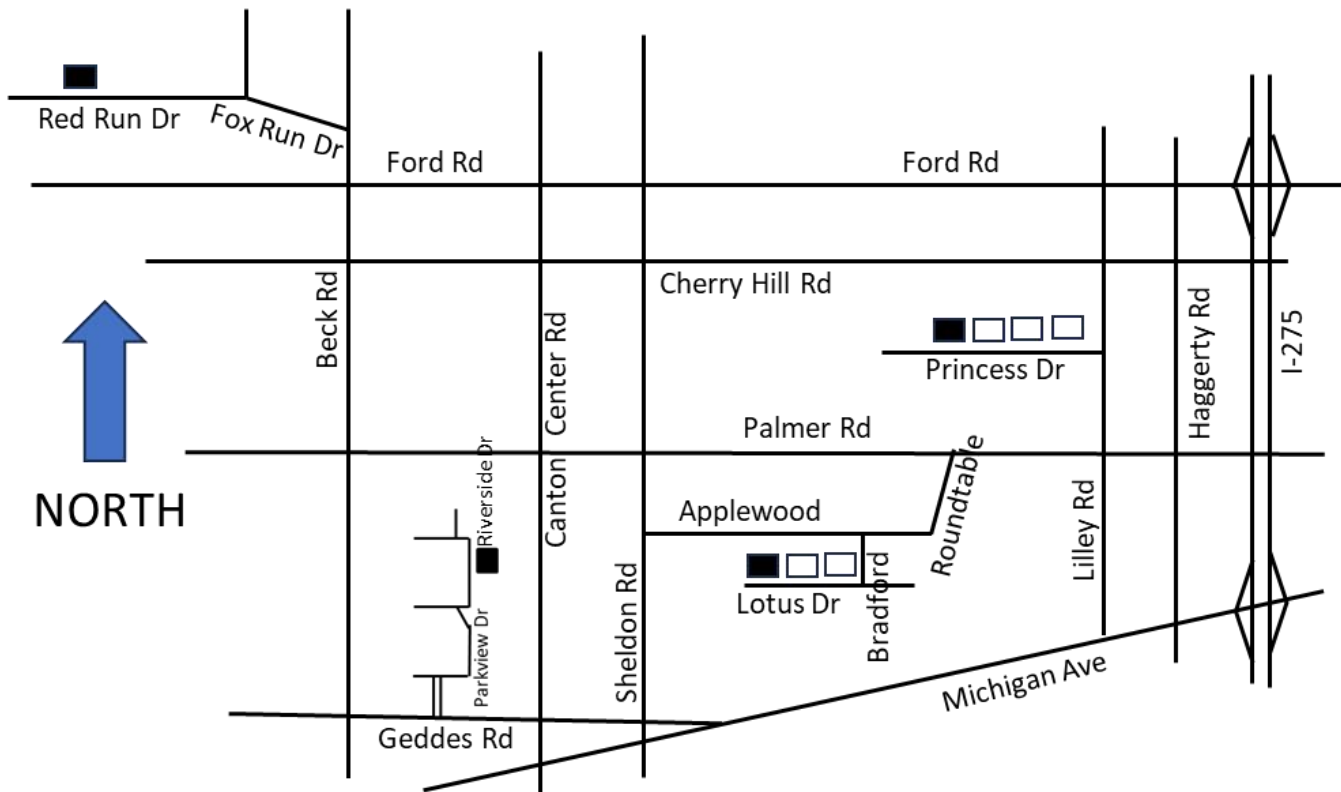 Red Run Dr
Fox Run Dr
Ford Rd
Ford Rd
Beck Rd
Cherry Hill Rd
Canton Center Rd
Haggerty Rd
I-275
Princess Dr
NORTH
Palmer Rd
Riverside Dr
Applewood
Roundtable
Lilley Rd
Sheldon Rd
Lotus Dr
Bradford
Parkview Dr
Michigan Ave
Geddes Rd